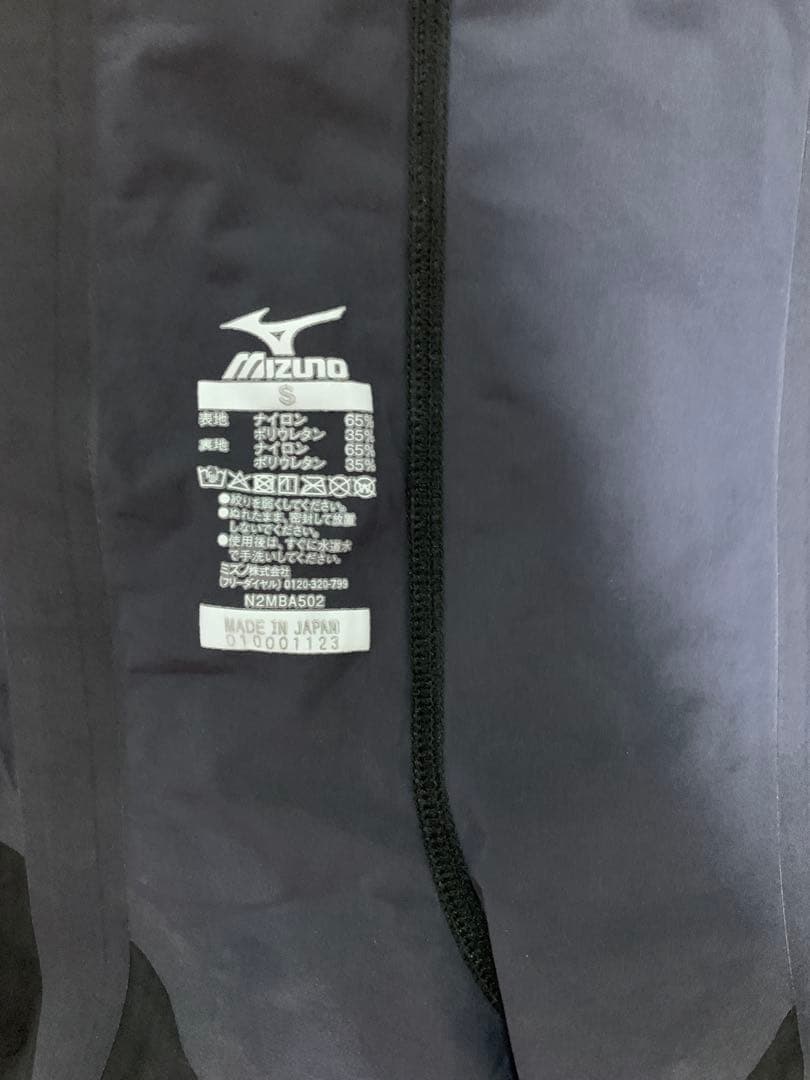 MIZUNO
S
表地 ナイロン 65%
ポリウレタン 35%
裏地 ナイロン 65%
ポリウレタン 35%
●絞りを弱くしてください。
●ぬれたまま、密封して放置
しないでください。
●使用後は、すぐに水道水
で手洗いしてください。
ミズノ株式会社
(フリーダイヤル) 0120-320-799
N2MBA502
MADE IN JAPAN
010001123